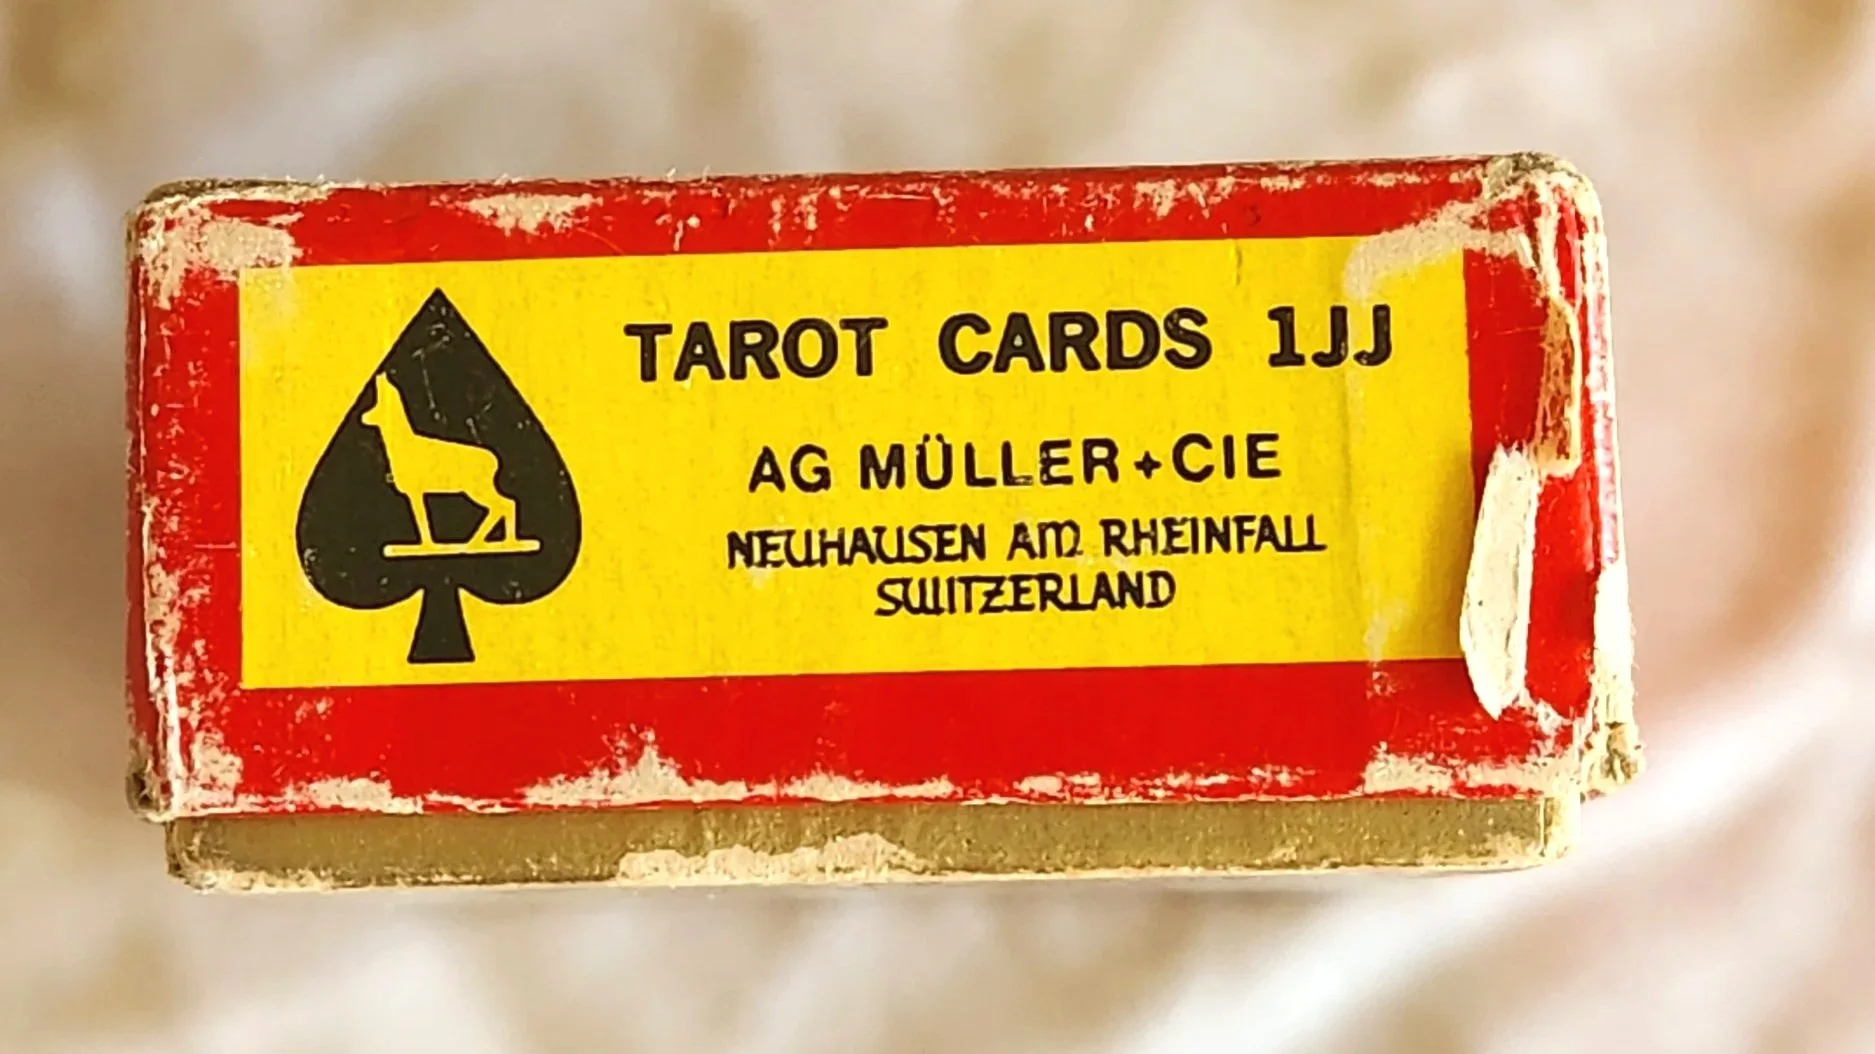 TAROT CARDS 1JJ
AG MÜLLER+CIE
NEUHAUSEN AM RHEINFALL
SWITZERLAND